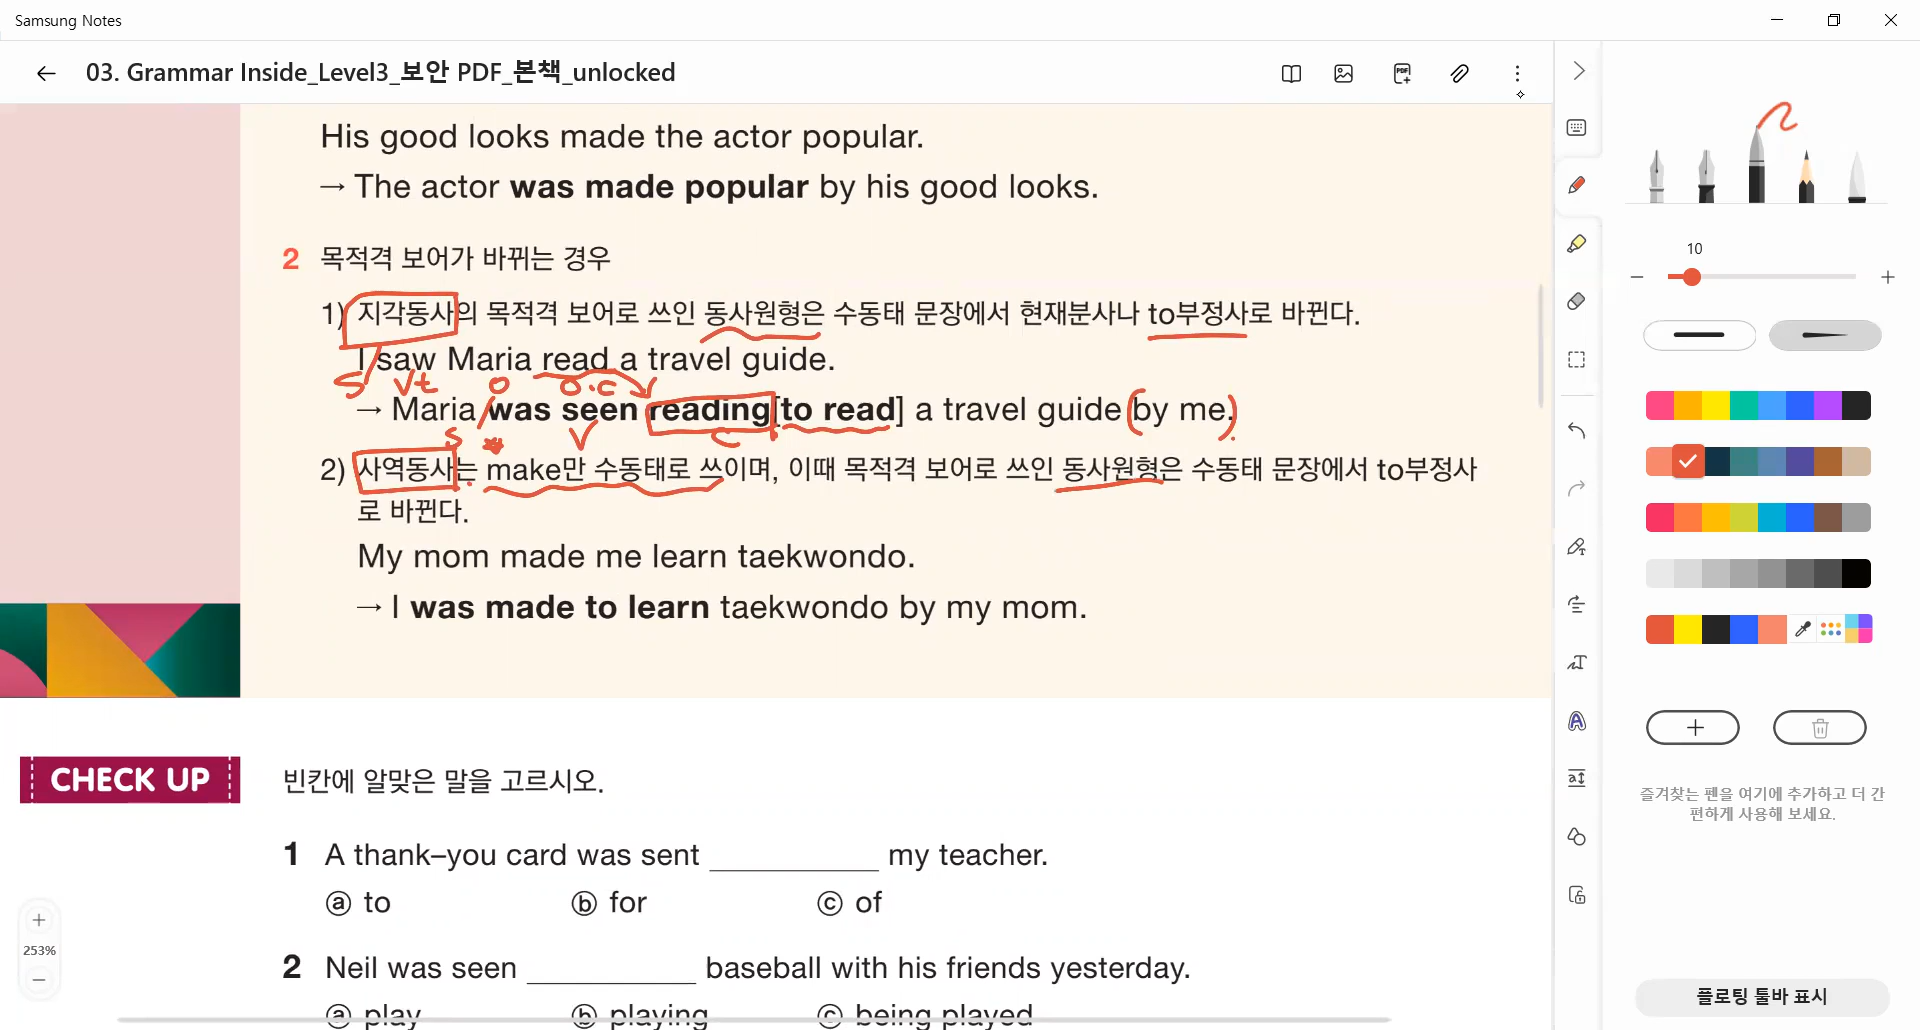 Samsung Notes
03. Grammar Inside_Level3_보안 PDF_본책_unlocked
His good looks made the actor popular.
→ The actor was made popular by his good looks.
2 목적격 보어가 바뀌는 경우
1) 지각동사의 목적격 보어로 쓰인 동사원형은 수동태 문장에서 현재분사나 to부정사로 바뀐다.
I saw Maria read a travel guide.
S Vt O O.C
→ Maria was seen reading[to read] a travel guide (by me.)
S V C
2) 사역동사는 make만 수동태로 쓰이며, 이때 목적격 보어로 쓰인 동사원형은 수동태 문장에서 to부정사
로 바뀐다.
My mom made me learn taekwondo.
→ I was made to learn taekwondo by my mom.
CHECK UP
빈칸에 알맞은 말을 고르시오.
1 A thank–you card was sent ___________ my teacher.
ⓐ to ⓑ for ⓒ of
2 Neil was seen ___________ baseball with his friends yesterday.
ⓐ play ⓑ playing ⓒ being played
253%
10
즐겨찾는 펜을 여기에 추가하고 더 간
편하게 사용해 보세요.
플로팅 툴바 표시